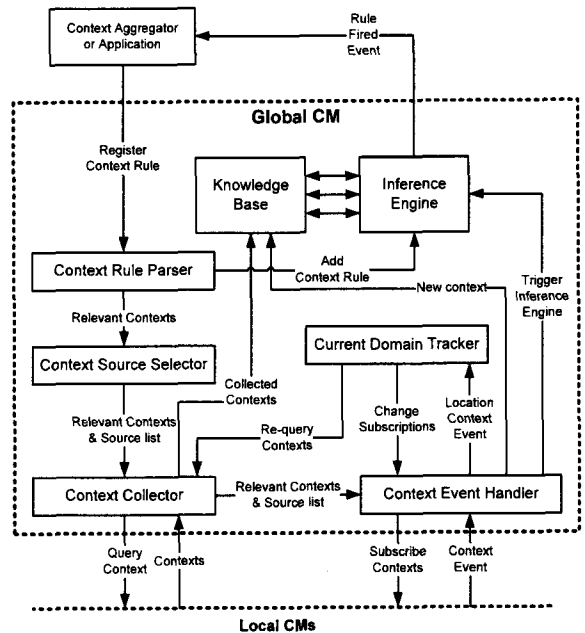 Context Aggregator
or Application
Rule
Fired
Event
Global CM
Register
Context Rule
Knowledge
Base
Inference
Engine
Context Rule Parser
Add
Context Rule
New context
Trigger
Inference
Engine
Relevant Contexts
Current Domain Tracker
Context Source Selector
Collected
Contexts
Relevant Contexts
& Source list
Re-query
Contexts
Change
Subscriptions
Location
Context
Event
Context Collector
Relevant Contexts
& Source list
Context Event Handler
Query
Context
Contexts
Subscribe
Contexts
Context
Event
Local CMs